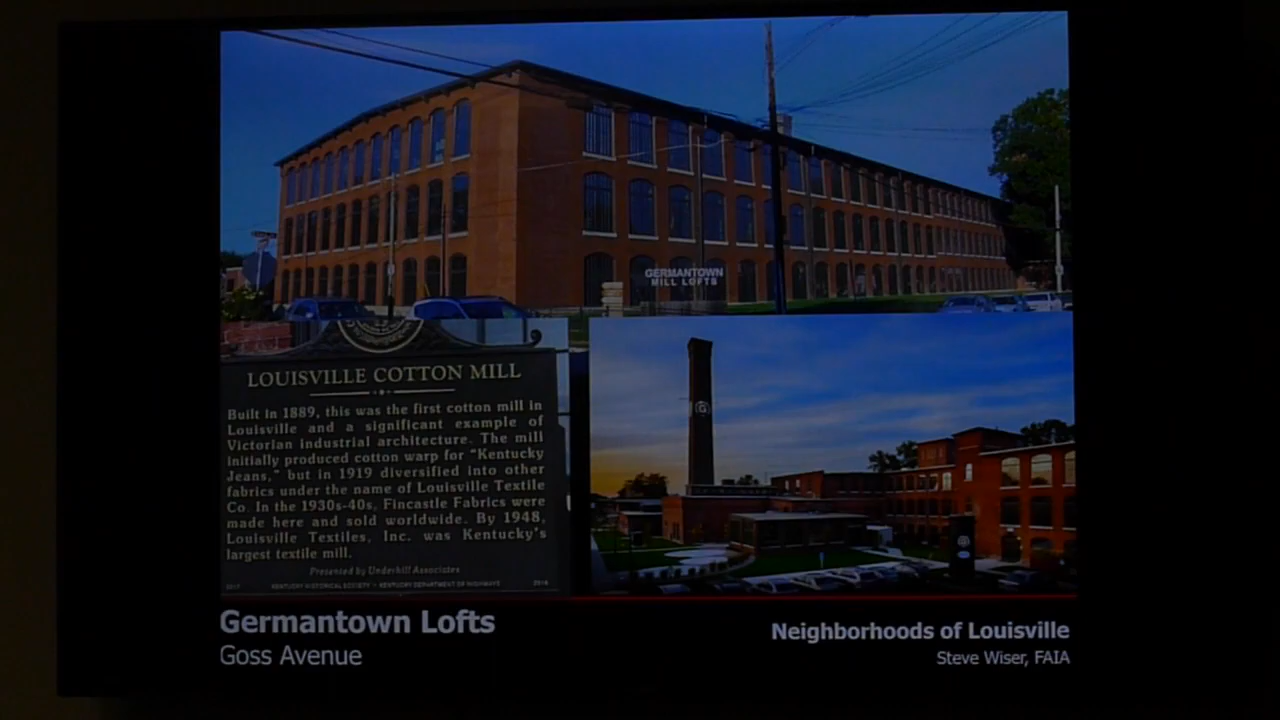 GERMANTOWN
MILL LOFTS
LOUISVILLE COTTON MILL
Built in 1889, this was the first cotton mill in
Louisville and a significant example of
Victorian industrial architecture. The mill
initially produced cotton warp for "Kentucky
Jeans," but in 1919 diversified into other
fabrics under the name of Louisville Textile
Co. In the 1930s-40s, Fincastle Fabrics were
made here and sold worldwide. By 1948,
Louisville Textiles, Inc. was Kentucky's
largest textile mill.
Presented by Underhill Associates
2517 KENTUCKY HISTORICAL SOCIETY - KENTUCKY DEPARTMENT OF HIGHWAYS 2016
Germantown Lofts
Goss Avenue
Neighborhoods of Louisville
Steve Wiser, FAIA